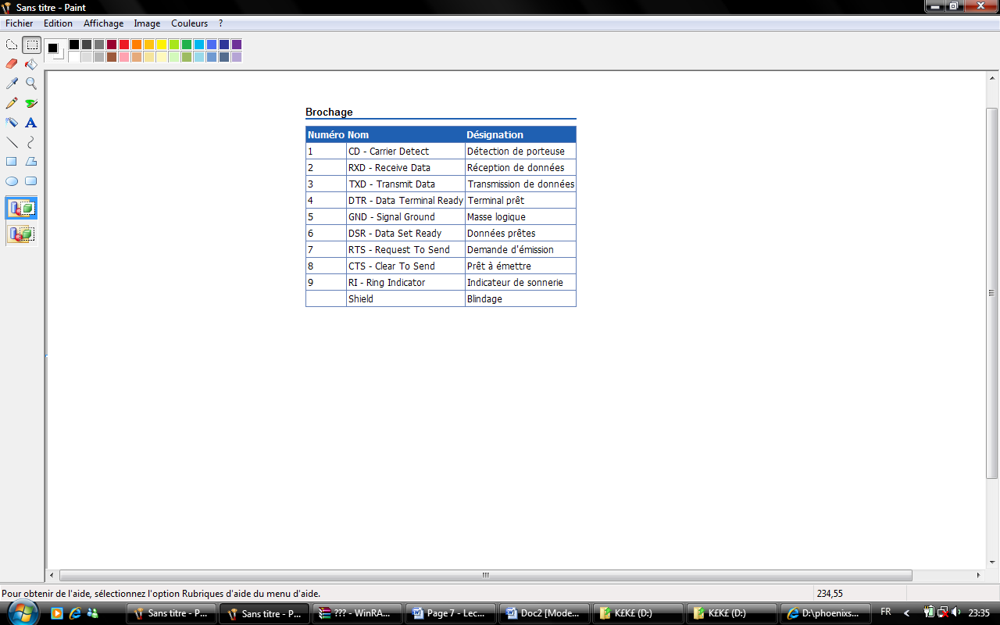 Sans titre - Paint
Fichier Edition Affichage Image Couleurs ?
Brochage
Numéro Nom Désignation
1 CD - Carrier Detect Détection de porteuse
2 RXD - Receive Data Réception de données
3 TXD - Transmit Data Transmission de données
4 DTR - Data Terminal Ready Terminal prêt
5 GND - Signal Ground Masse logique
6 DSR - Data Set Ready Données prêtes
7 RTS - Request To Send Demande d'émission
8 CTS - Clear To Send Prêt à émettre
9 RI - Ring Indicator Indicateur de sonnerie
Shield Blindage
Pour obtenir de l'aide, sélectionnez l'option Rubriques d'aide du menu d'aide. 234,55
Sans titre - P... Sans titre - P... ??? - WinRA... Page 7 - Lec... Doc2 [Mode... K£K£ (D:) K£K£ (D:) D:\phoenixs... FR 23:35